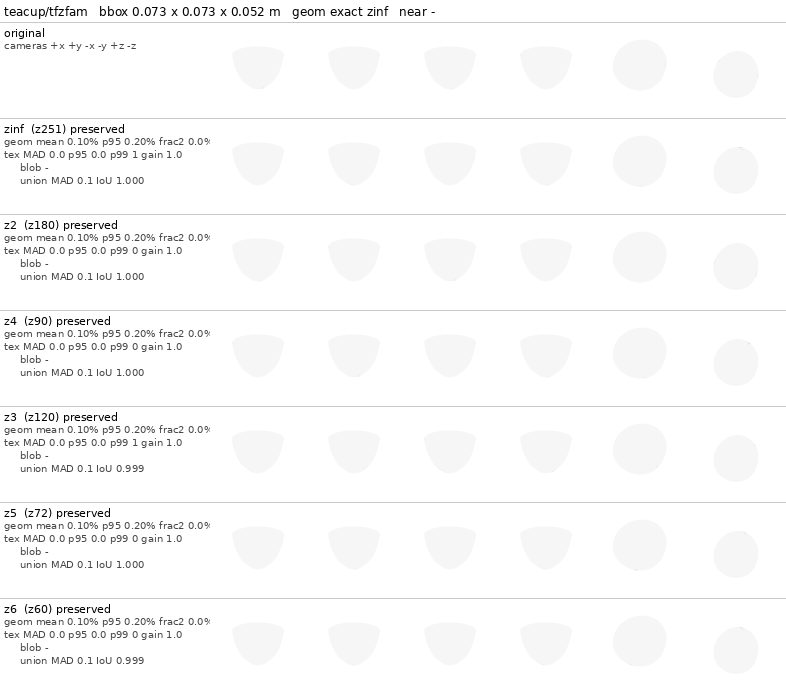 teacup/tfzfam bbox 0.073 x 0.073 x 0.052 m geom exact zinf near -
original
cameras +x +y -x -y +z -z
zinf (z251) preserved
geom mean 0.10% p95 0.20% frac2 0.0%
tex MAD 0.0 p95 0.0 p99 1 gain 1.0
blob -
union MAD 0.1 IoU 1.000
z2 (z180) preserved
geom mean 0.10% p95 0.20% frac2 0.0%
tex MAD 0.0 p95 0.0 p99 0 gain 1.0
blob -
union MAD 0.1 IoU 1.000
z4 (z90) preserved
geom mean 0.10% p95 0.20% frac2 0.0%
tex MAD 0.0 p95 0.0 p99 0 gain 1.0
blob -
union MAD 0.1 IoU 1.000
z3 (z120) preserved
geom mean 0.10% p95 0.20% frac2 0.0%
tex MAD 0.0 p95 0.0 p99 1 gain 1.0
blob -
union MAD 0.1 IoU 0.999
z5 (z72) preserved
geom mean 0.10% p95 0.20% frac2 0.0%
tex MAD 0.0 p95 0.0 p99 0 gain 1.0
blob -
union MAD 0.1 IoU 1.000
z6 (z60) preserved
geom mean 0.10% p95 0.20% frac2 0.0%
tex MAD 0.0 p95 0.0 p99 0 gain 1.0
blob -
union MAD 0.1 IoU 0.999